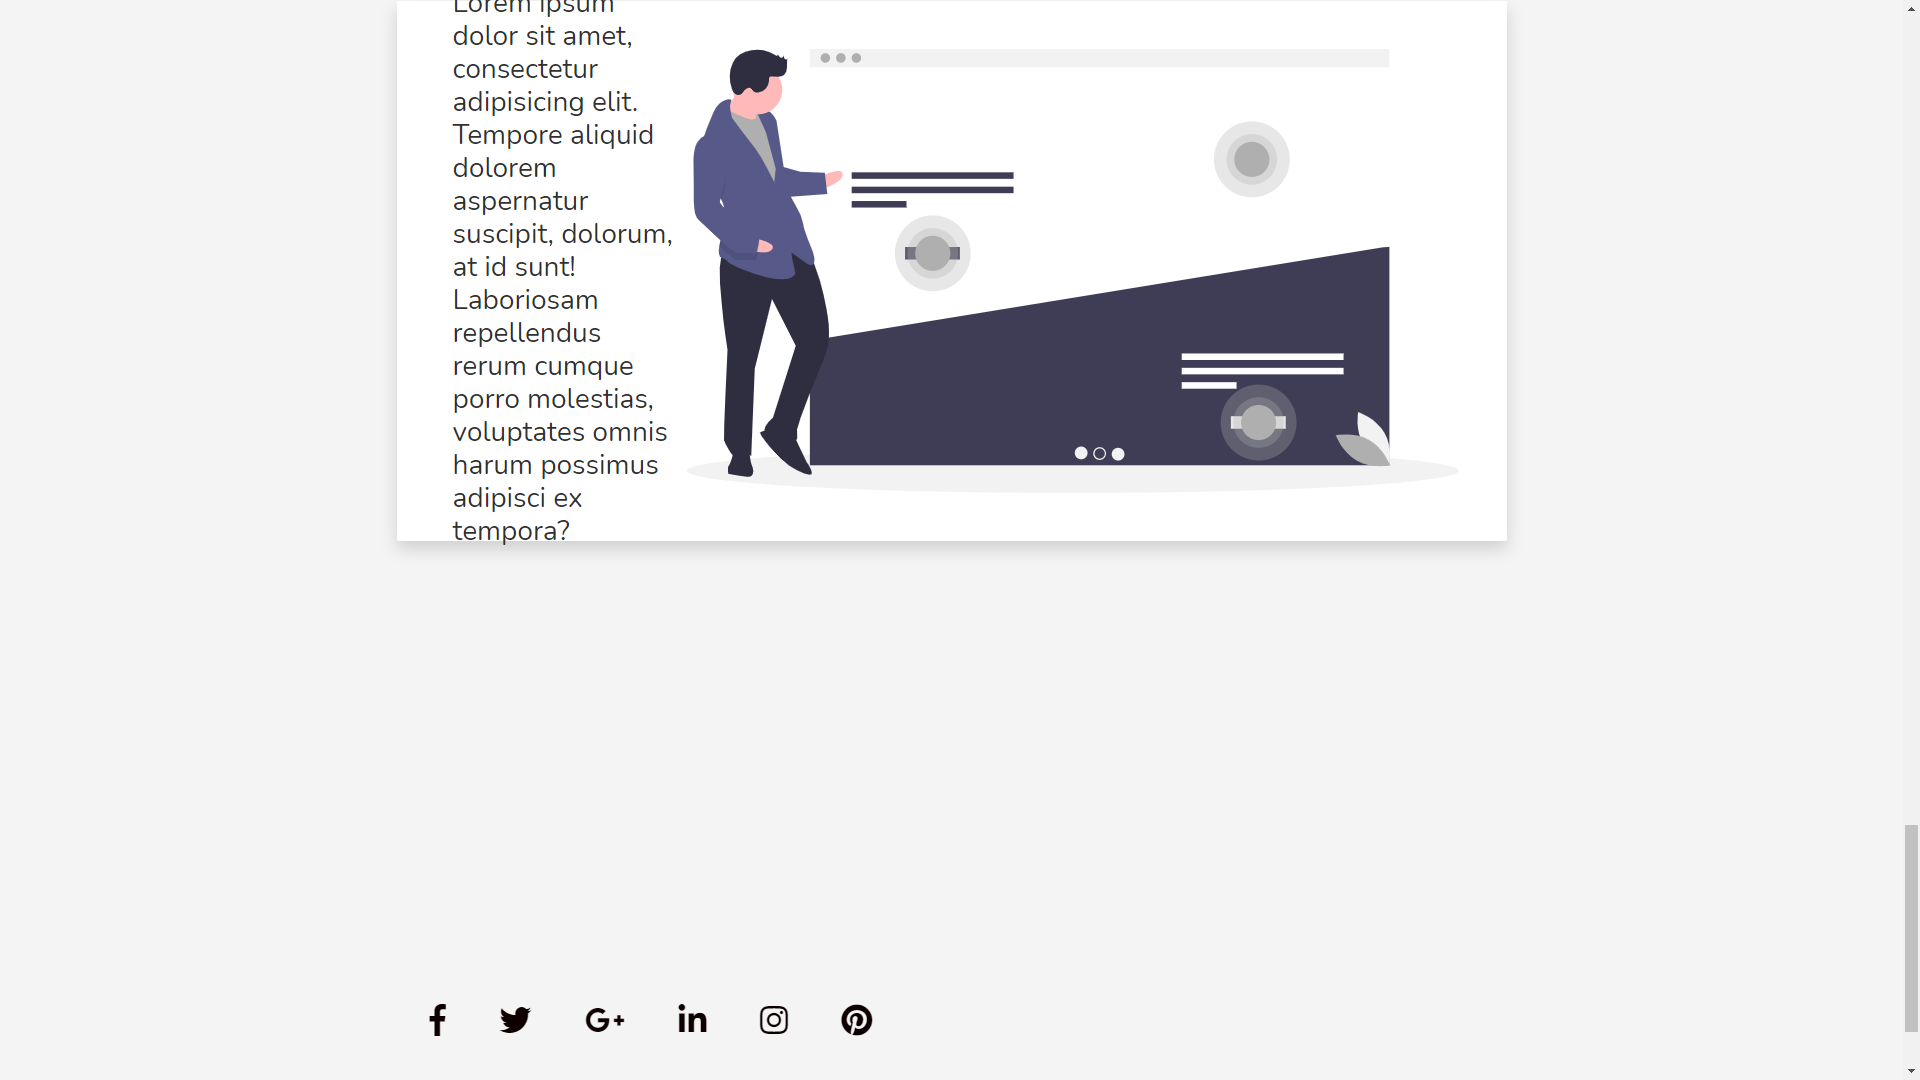 Lorem ipsum
dolor sit amet,
consectetur
adipisicing elit.
Tempore aliquid
dolorem
aspernatur
suscipit, dolorum,
at id sunt!
Laboriosam
repellendus
rerum cumque
porro molestias,
voluptates omnis
harum possimus
adipisci ex
tempora?